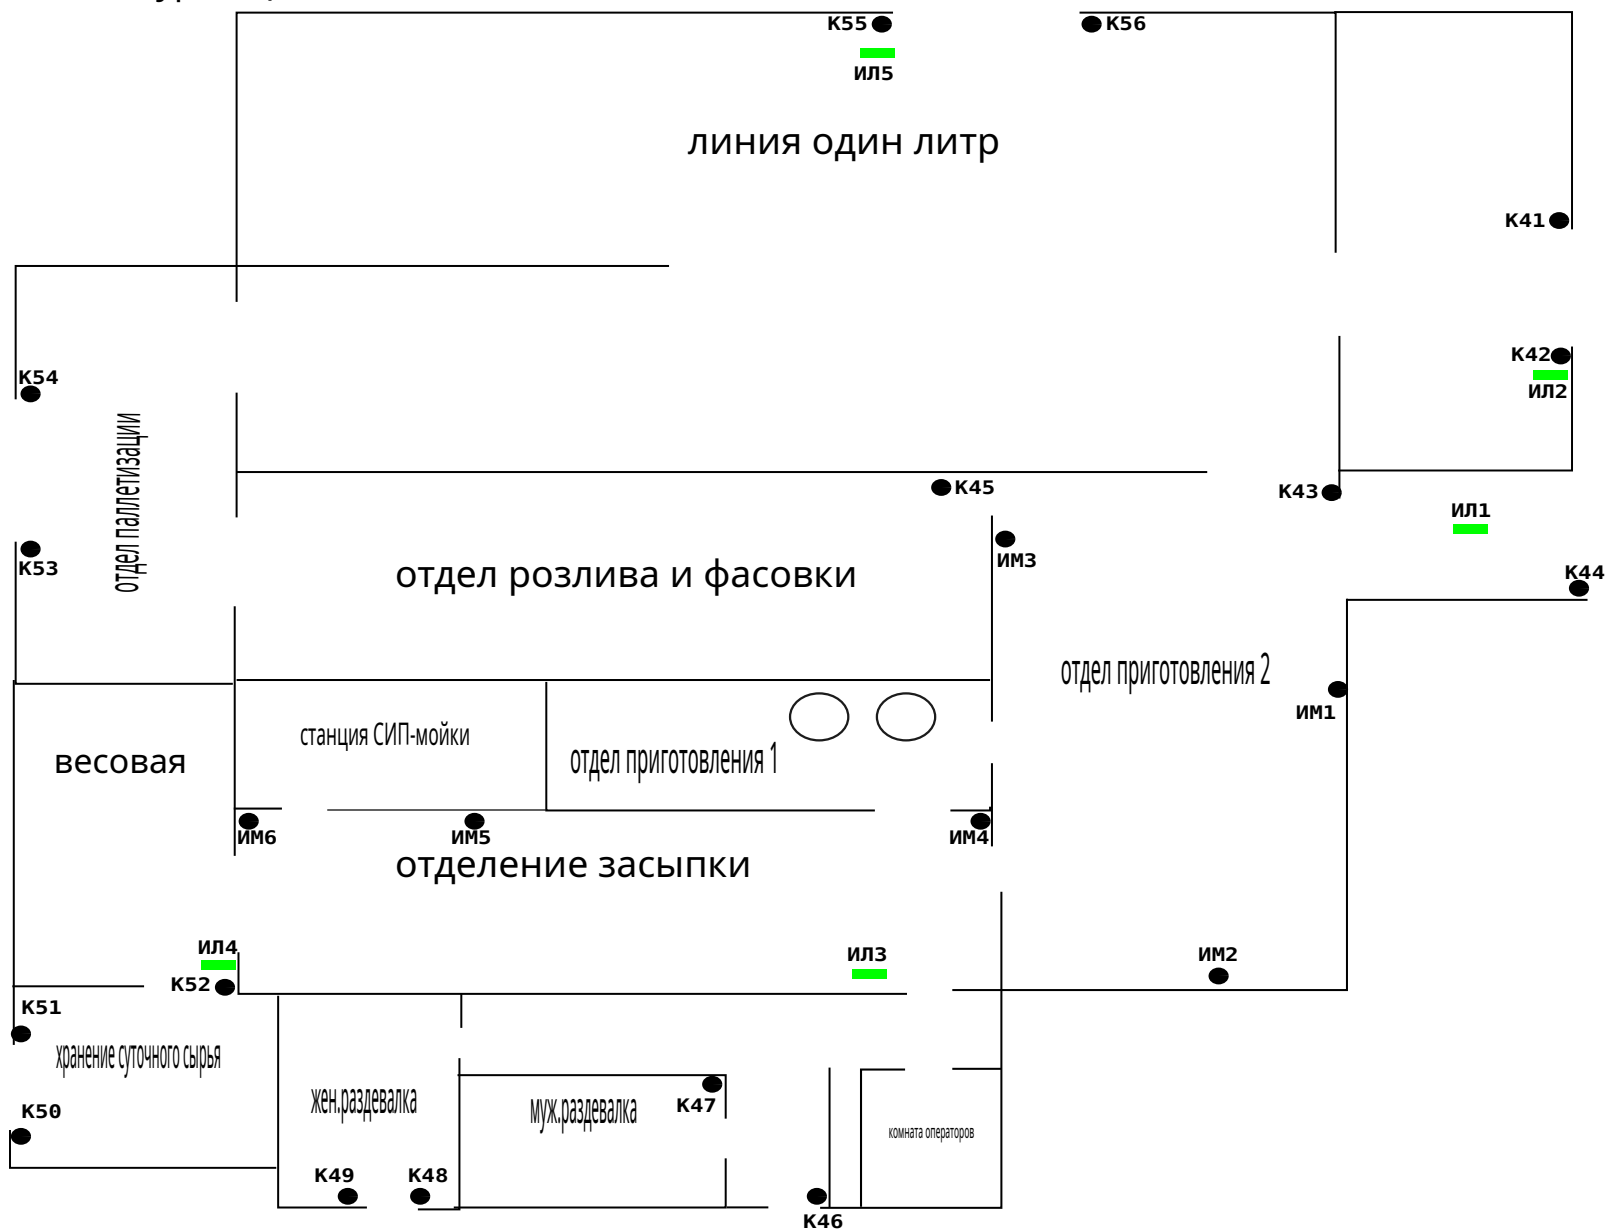 К55
К56
ИЛ5
линия один литр
К41
К42
ИЛ2
К54
отдел паллетизации
К45
К43
ИЛ1
ИМ3
К53
К44
отдел розлива и фасовки
отдел приготовления 2
ИМ1
станция СИП-мойки
весовая
отдел приготовления 1
ИМ6
ИМ5
ИМ4
отделение засыпки
ИЛ4
ИЛ3
ИМ2
К52
К51
хранение суточного сырья
К50
жен.раздевалка
К47
муж.раздевалка
комната операторов
К49
К48
К46